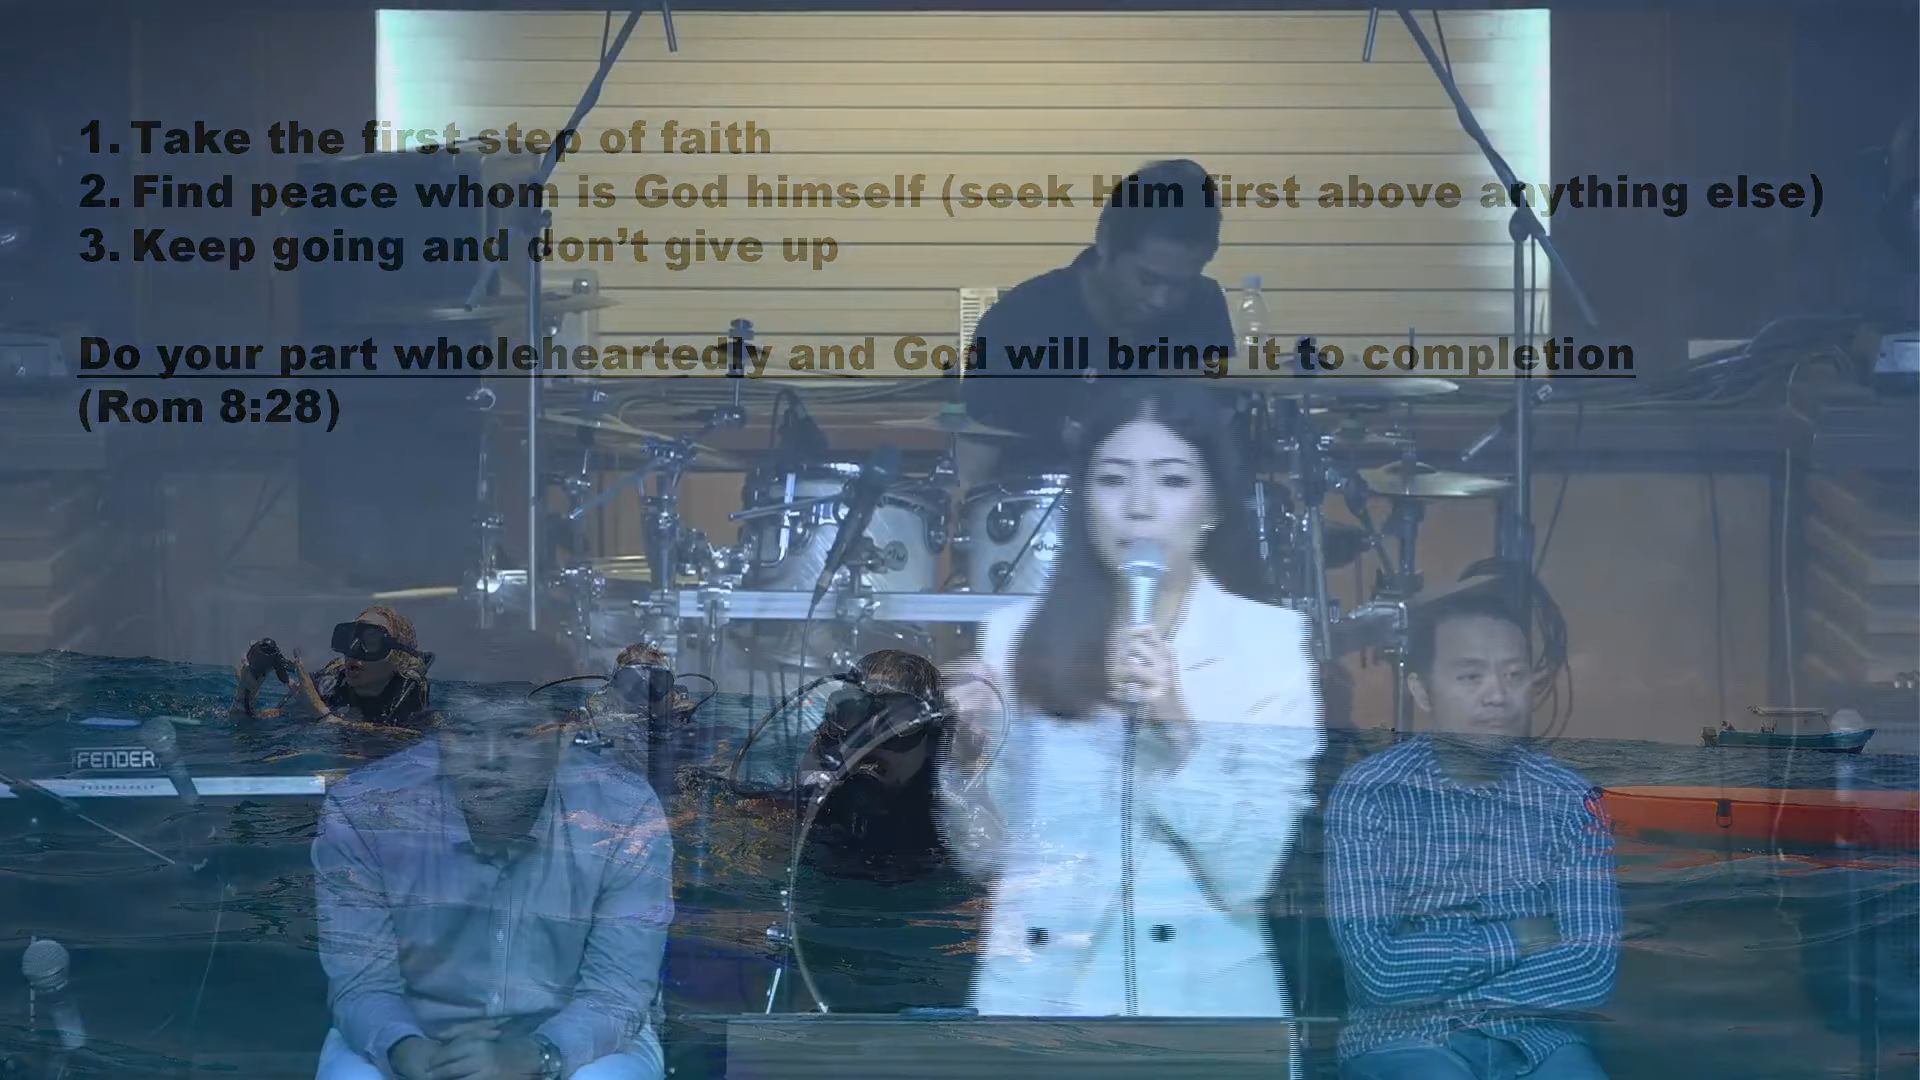 1. Take the first step of faith
2. Find peace whom is God himself (seek Him first above anything else)
3. Keep going and don't give up
Do your part wholeheartedly and God will bring it to completion
(Rom 8:28)
FENDER
dw